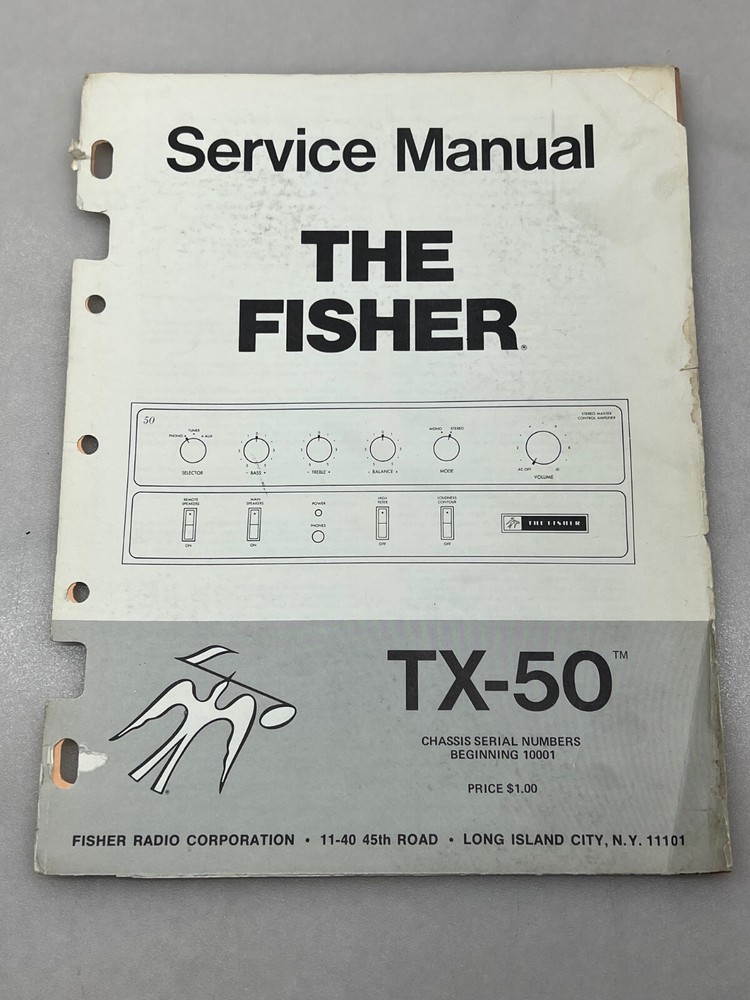 Service Manual
THE
FISHER®
50
STEREO MASTER
CONTROL AMPLIFIER
TUNER
PHONO
AUX
SELECTOR
- BASS +
- TREBLE +
- BALANCE +
MONO STEREO
MODE
AC OFF 10
VOLUME
REMOTE
SPEAKERS
ON
MAIN
SPEAKERS
ON
POWER
PHONES
HIGH
FILTER
OFF
LOUDNESS
CONTOUR
OFF
THE FISHER
TX-50™
CHASSIS SERIAL NUMBERS
BEGINNING 10001
PRICE $1.00
®
FISHER RADIO CORPORATION • 11-40 45th ROAD • LONG ISLAND CITY, N.Y. 11101